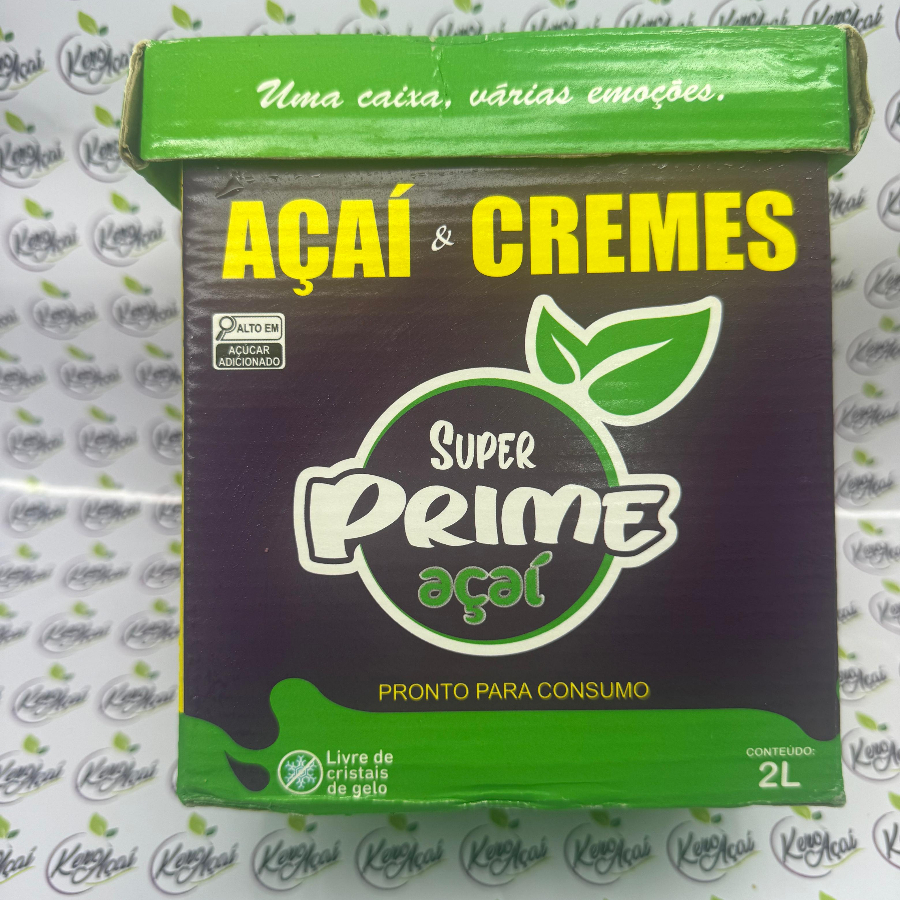 Uma caixa, várias emoções.
AÇAÍ & CREMES
ALTO EM
AÇÚCAR
ADICIONADO
SUPER
PRIME
açaí
PRONTO PARA CONSUMO
Livre de
cristais
de gelo
CONTEÚDO:
2L
KeroAçaí